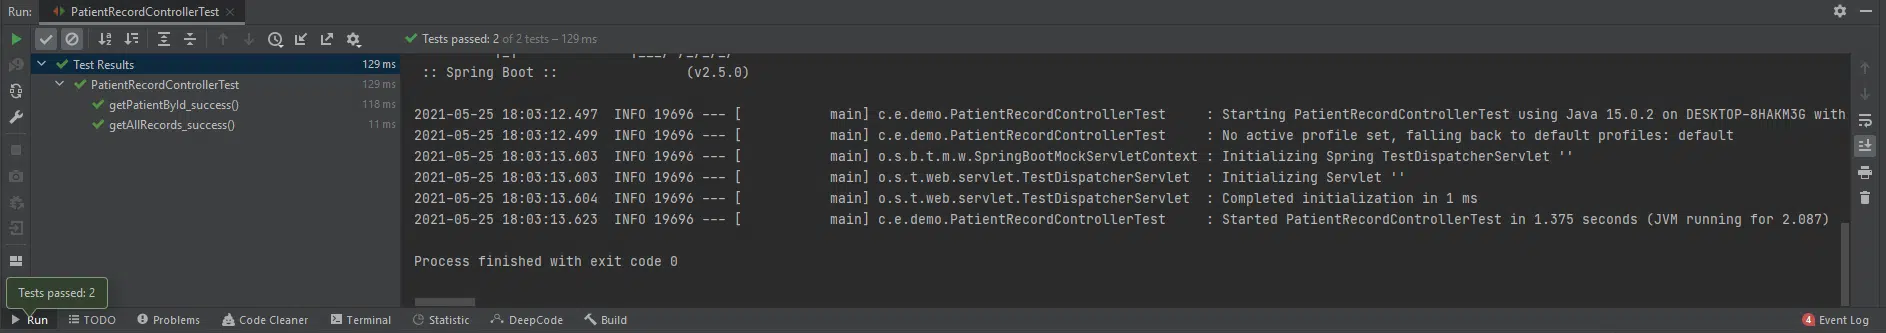 Run: PatientRecordControllerTest
Tests passed: 2 of 2 tests – 129 ms
Test Results 129 ms
PatientRecordControllerTest 129 ms
getPatientById_success() 118 ms
getAllRecords_success() 11 ms
:: Spring Boot :: (v2.5.0)
2021-05-25 18:03:12.497 INFO 19696 --- [ main] c.e.demo.PatientRecordControllerTest : Starting PatientRecordControllerTest using Java 15.0.2 on DESKTOP-8HAKM3G with
2021-05-25 18:03:12.499 INFO 19696 --- [ main] c.e.demo.PatientRecordControllerTest : No active profile set, falling back to default profiles: default
2021-05-25 18:03:13.603 INFO 19696 --- [ main] o.s.b.t.m.w.SpringBootMockServletContext : Initializing Spring TestDispatcherServlet ''
2021-05-25 18:03:13.603 INFO 19696 --- [ main] o.s.t.web.servlet.TestDispatcherServlet : Initializing Servlet ''
2021-05-25 18:03:13.604 INFO 19696 --- [ main] o.s.t.web.servlet.TestDispatcherServlet : Completed initialization in 1 ms
2021-05-25 18:03:13.623 INFO 19696 --- [ main] c.e.demo.PatientRecordControllerTest : Started PatientRecordControllerTest in 1.375 seconds (JVM running for 2.087)
Process finished with exit code 0
Tests passed: 2
Run TODO Problems Code Cleaner Terminal Statistic DeepCode Build 4 Event Log